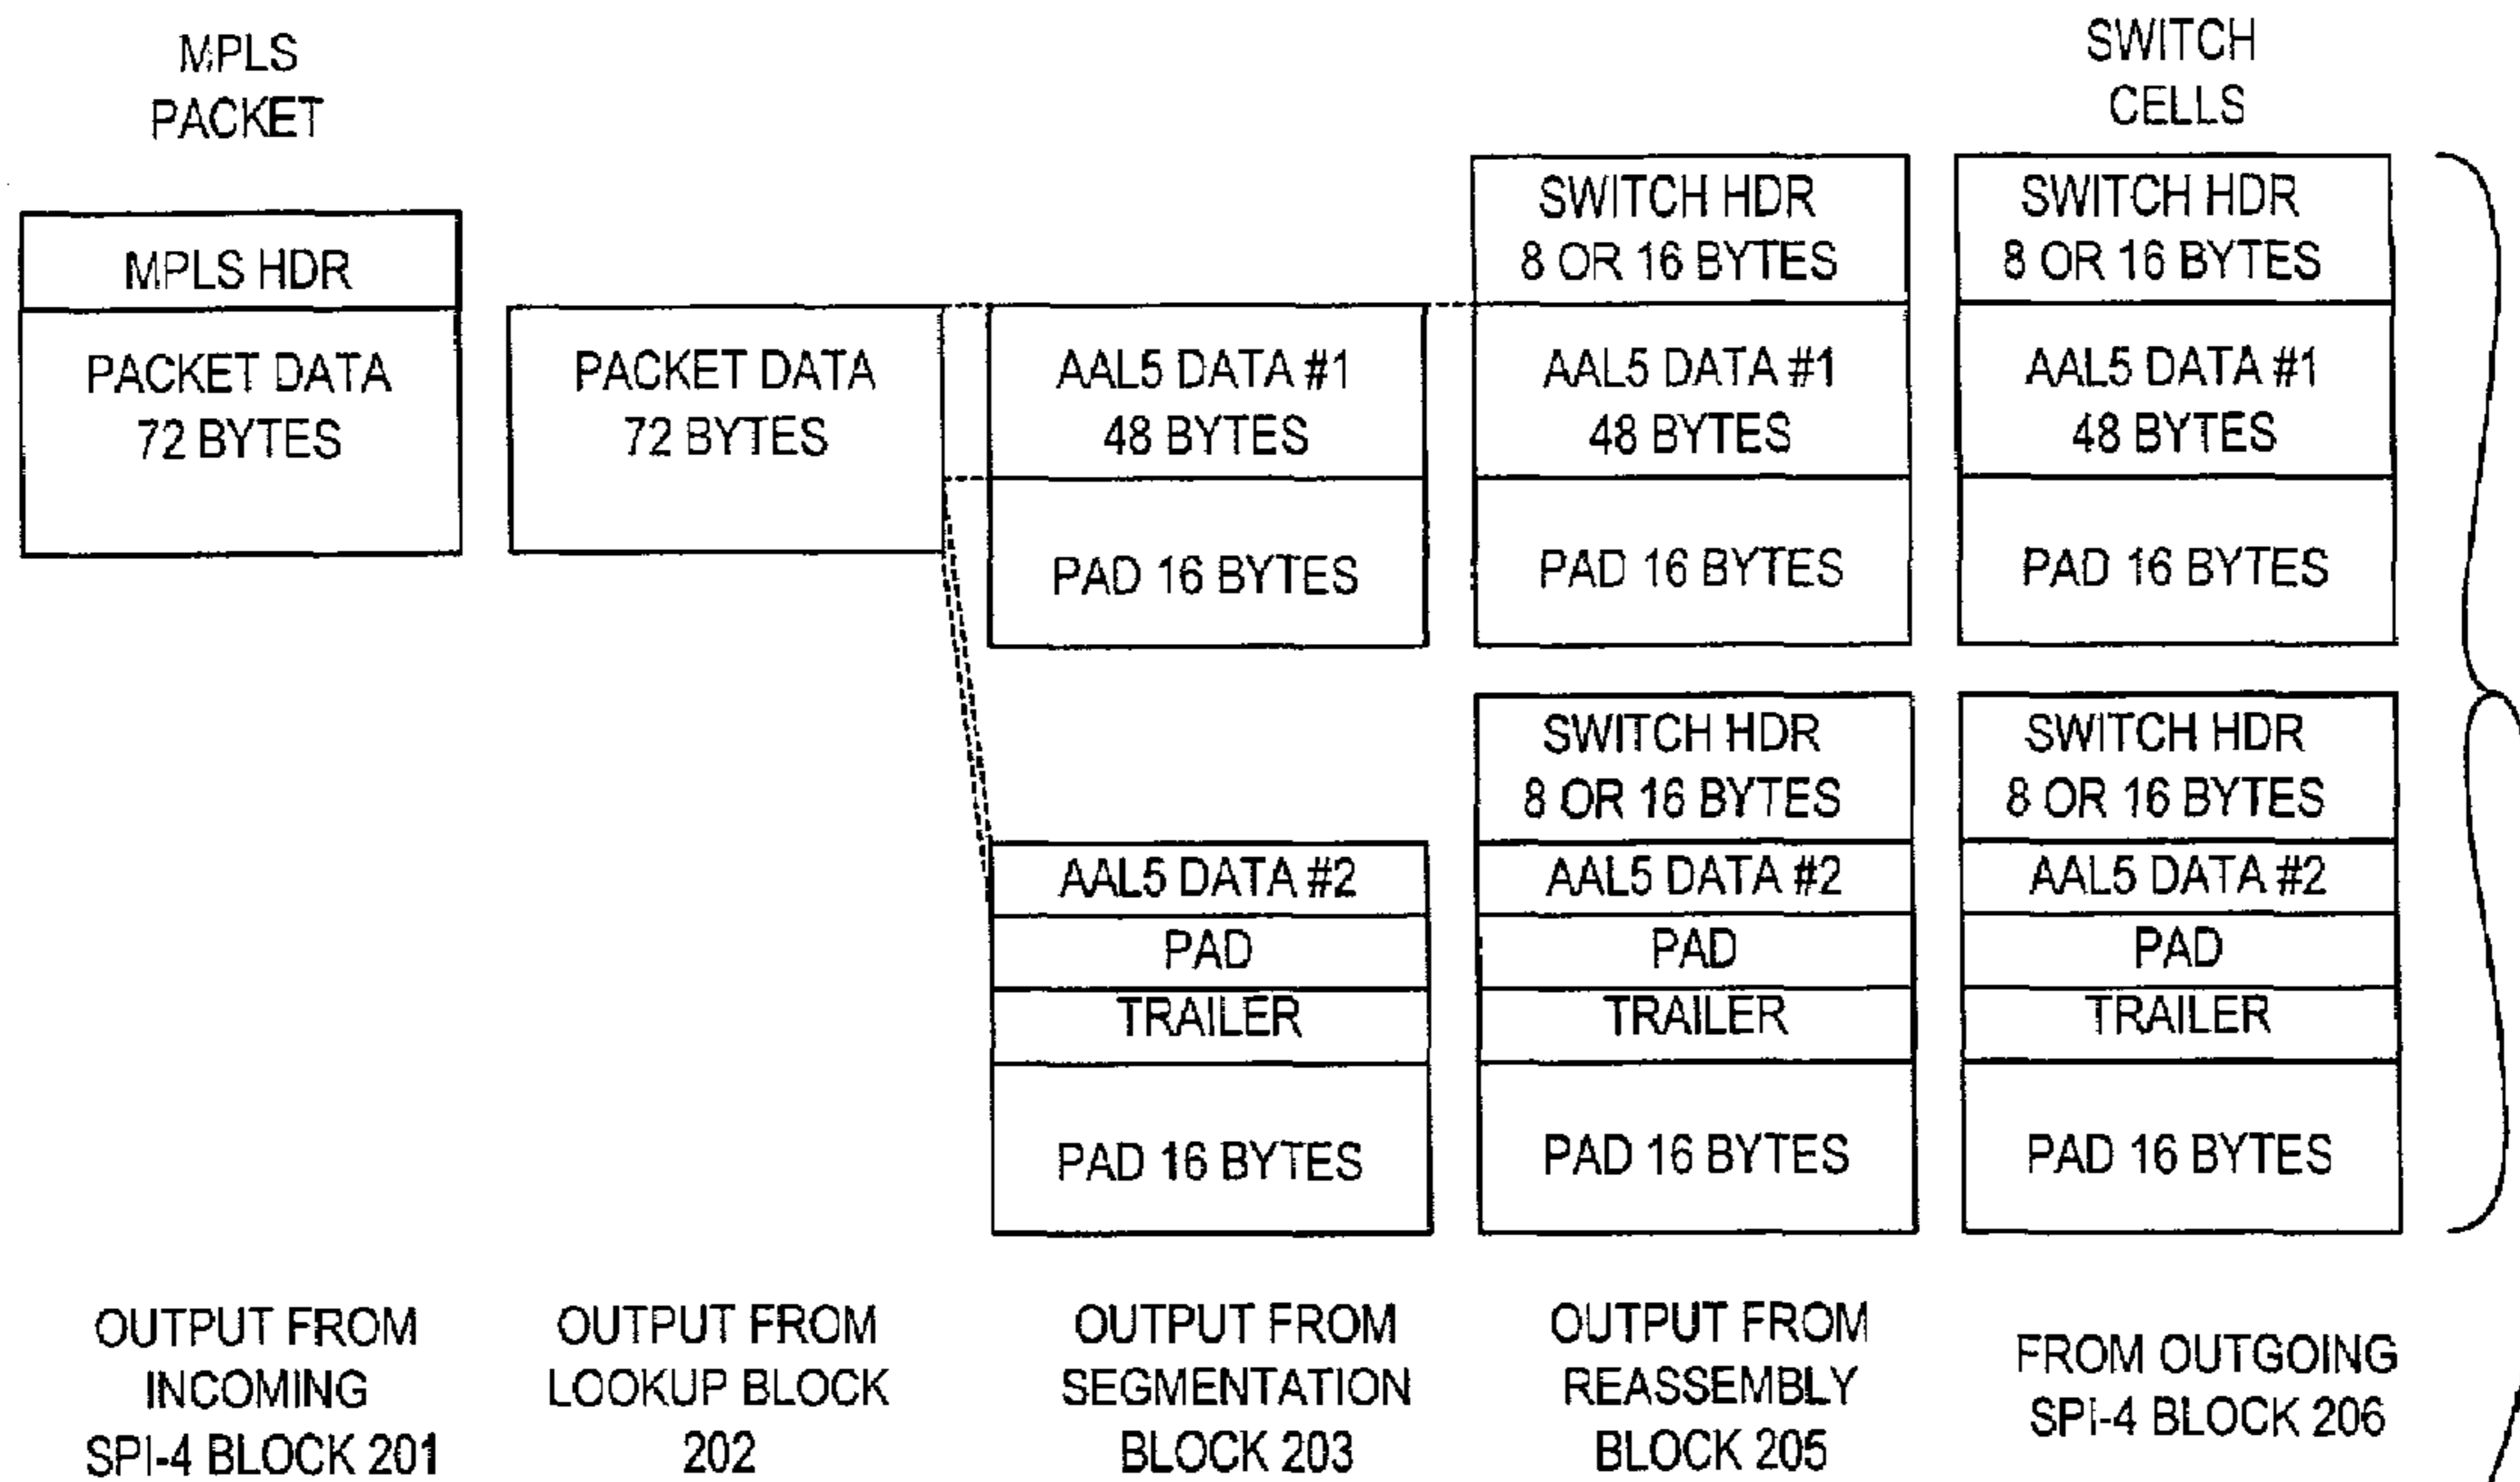 MPLS
PACKET
MPLS HDR
PACKET DATA
72 BYTES
OUTPUT FROM
INCOMING
SPI-4 BLOCK 201
PACKET DATA
72 BYTES
OUTPUT FROM
LOOKUP BLOCK
202
AAL5 DATA #1
48 BYTES
PAD 16 BYTES
AAL5 DATA #2
PAD
TRAILER
PAD 16 BYTES
OUTPUT FROM
SEGMENTATION
BLOCK 203
SWITCH HDR
8 OR 16 BYTES
AAL5 DATA #1
48 BYTES
PAD 16 BYTES
SWITCH HDR
8 OR 16 BYTES
AAL5 DATA #2
PAD
TRAILER
PAD 16 BYTES
OUTPUT FROM
REASSEMBLY
BLOCK 205
SWITCH
CELLS
SWITCH HDR
8 OR 16 BYTES
AAL5 DATA #1
48 BYTES
PAD 16 BYTES
SWITCH HDR
8 OR 16 BYTES
AAL5 DATA #2
PAD
TRAILER
PAD 16 BYTES
FROM OUTGOING
SPI-4 BLOCK 206